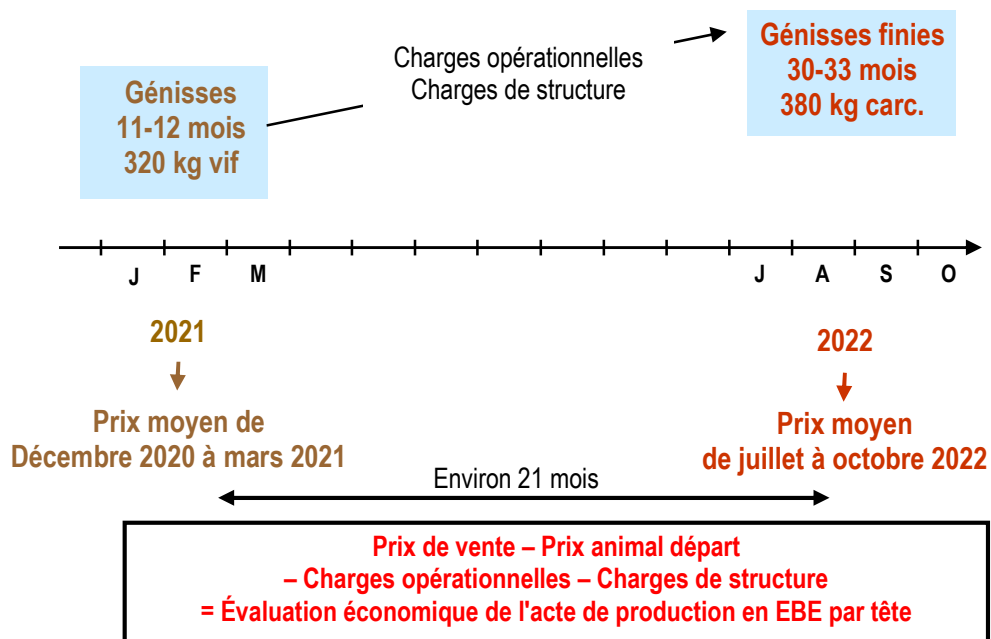 Génisses
11-12 mois
320 kg vif
Charges opérationnelles
Charges de structure
Génisses finies
30-33 mois
380 kg carc.
J F M J A S O
2021
Prix moyen de
Décembre 2020 à mars 2021
2022
Prix moyen
de juillet à octobre 2022
Environ 21 mois
Prix de vente – Prix animal départ
– Charges opérationnelles – Charges de structure
= Évaluation économique de l'acte de production en EBE par tête